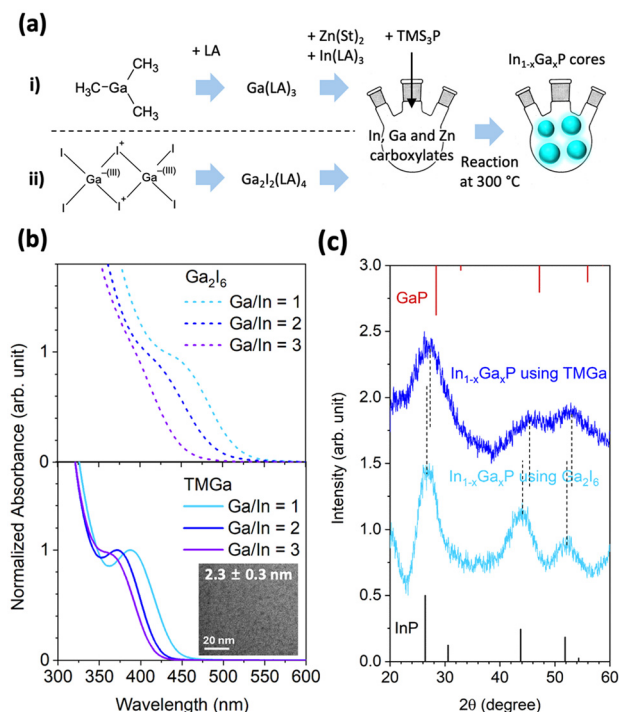 (a)
i)
H₃C
Ga
CH₃
CH₃
+ LA
Ga(LA)₃
+ Zn(St)₂
+ In(LA)₃
+ TMS₃P
In, Ga and Zn
carboxylates
Reaction
at 300 °C
In₁₋ₓGaₓP cores
ii)
I
I⁺
I
Ga
–(III)
Ga
–(III)
I
I⁺
I
Ga₂I₂(LA)₄
(b)
Ga₂I₆
Ga/In = 1
Ga/In = 2
Ga/In = 3
1
0
TMGa
Ga/In = 1
Ga/In = 2
Ga/In = 3
2.3 ± 0.3 nm
20 nm
1
0
300 350 400 450 500 550 600
Wavelength (nm)
Normalized Absorbance (arb. unit)
(c)
3.0
2.5
2.0
1.5
1.0
0.5
0.0
GaP
In₁₋ₓGaₓP using TMGa
In₁₋ₓGaₓP using Ga₂I₆
InP
20 30 40 50 60
2θ (degree)
Intensity (arb. unit)